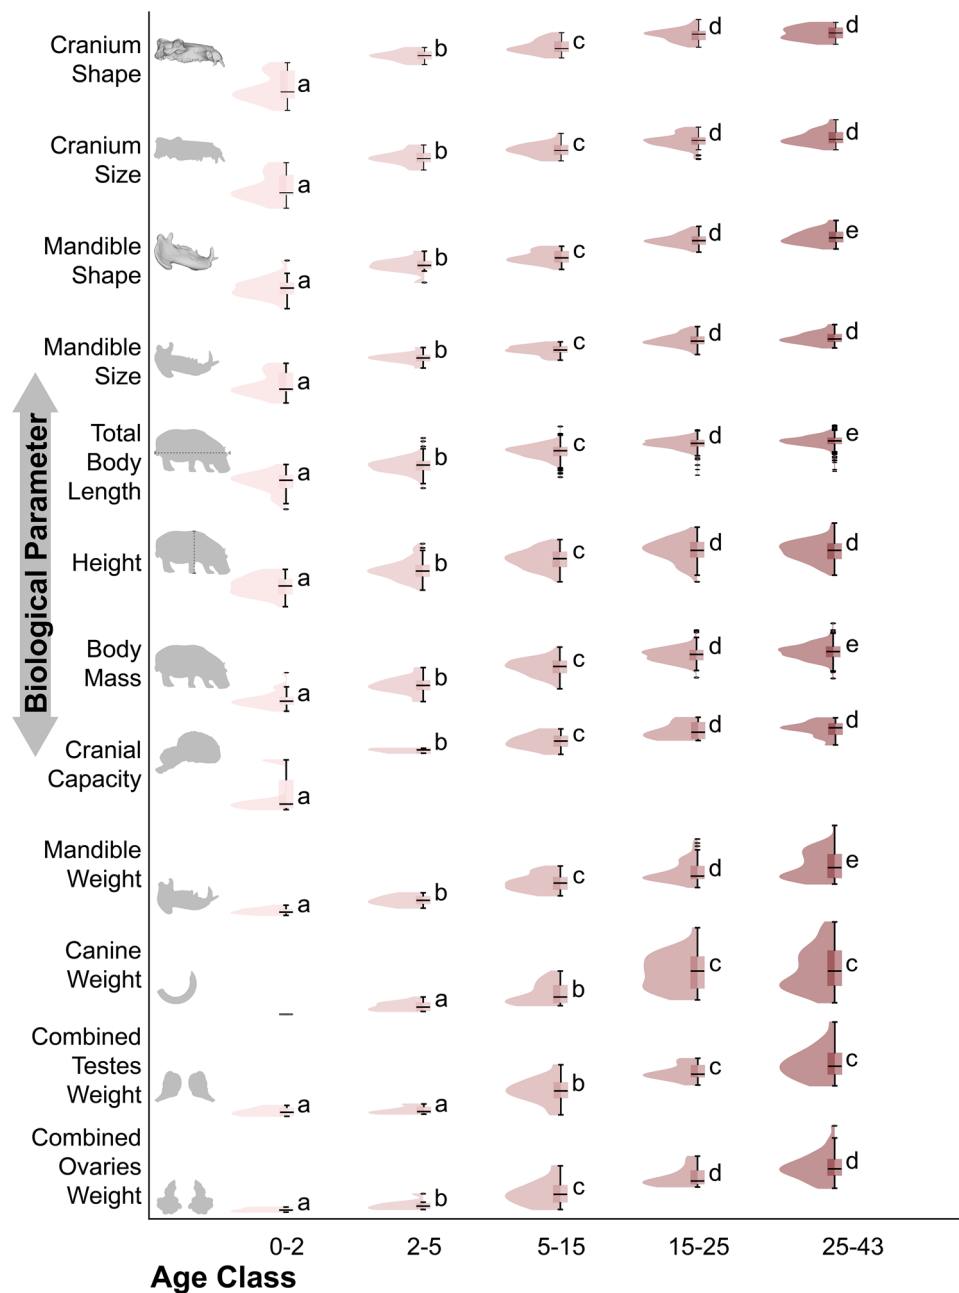 Cranium
Shape
a b c d d
Cranium
Size
a b c d d
Mandible
Shape
a b c d e
Mandible
Size
a b c d d
Total
Body
Length
a b c d e
Height
a b c d d
Body
Mass
a b c d e
Cranial
Capacity
a b c d d
Mandible
Weight
a b c d e
Canine
Weight
a b c c
Combined
Testes
Weight
a a b c c
Combined
Ovaries
Weight
a b c d d
Biological Parameter
0-2 2-5 5-15 15-25 25-43
Age Class